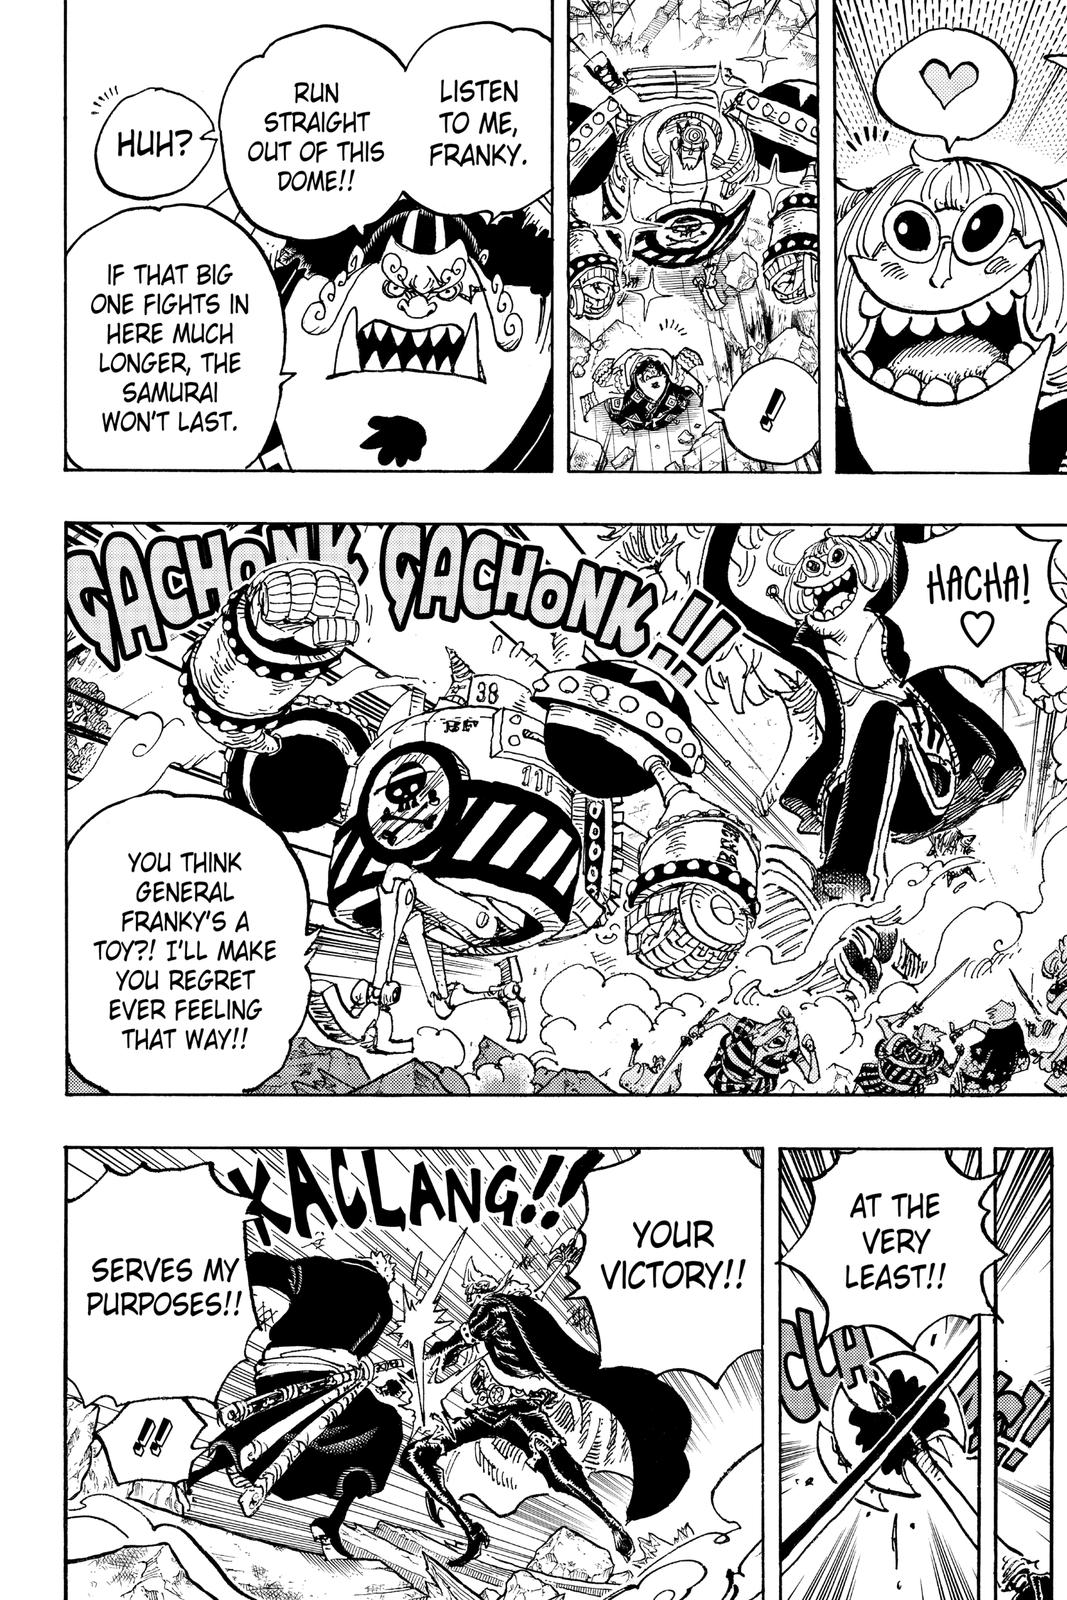 LISTEN
TO ME,
FRANKY.
RUN
STRAIGHT
OUT OF THIS
DOME!!
HUH?
IF THAT BIG
ONE FIGHTS IN
HERE MUCH
LONGER, THE
SAMURAI
WON'T LAST.
!
HACHA!
GACHONK GACHONK!!
38
BF
111
YOU THINK
GENERAL
FRANKY'S A
TOY?! I'LL MAKE
YOU REGRET
EVER FEELING
THAT WAY!!
AT THE
VERY
LEAST!!
CLA
YOUR
VICTORY!!
KACLANG!!
SERVES MY
PURPOSES!!
!!